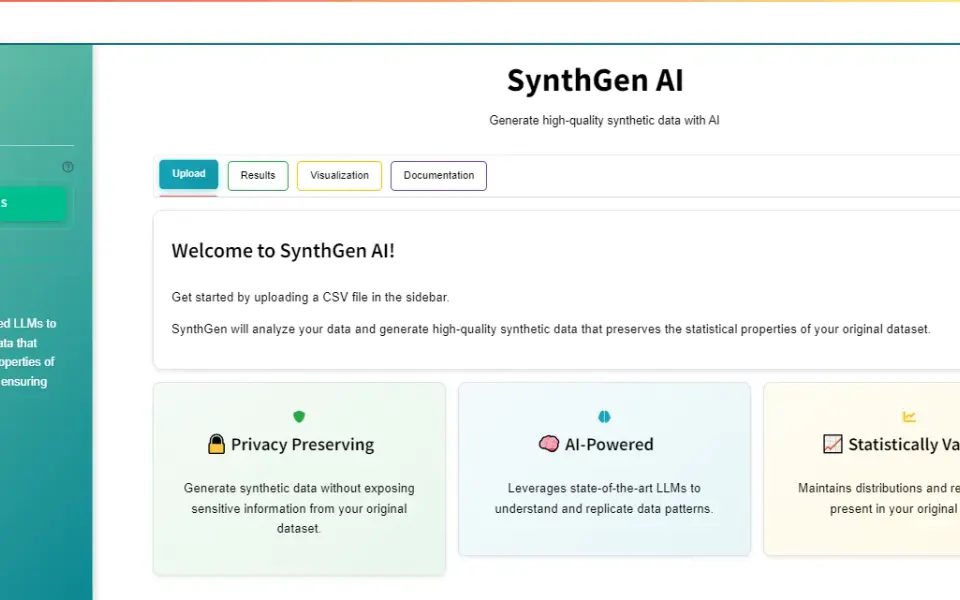 SynthGen AI
Generate high-quality synthetic data with AI
Upload
Results
Visualization
Documentation
s
ed LLMs to
ata that
operties of
ensuring
Welcome to SynthGen AI!
Get started by uploading a CSV file in the sidebar.
SynthGen will analyze your data and generate high-quality synthetic data that preserves the statistical properties of your original dataset.
Privacy Preserving
Generate synthetic data without exposing
sensitive information from your original
dataset.
AI-Powered
Leverages state-of-the-art LLMs to
understand and replicate data patterns.
Statistically Va
Maintains distributions and re
present in your original